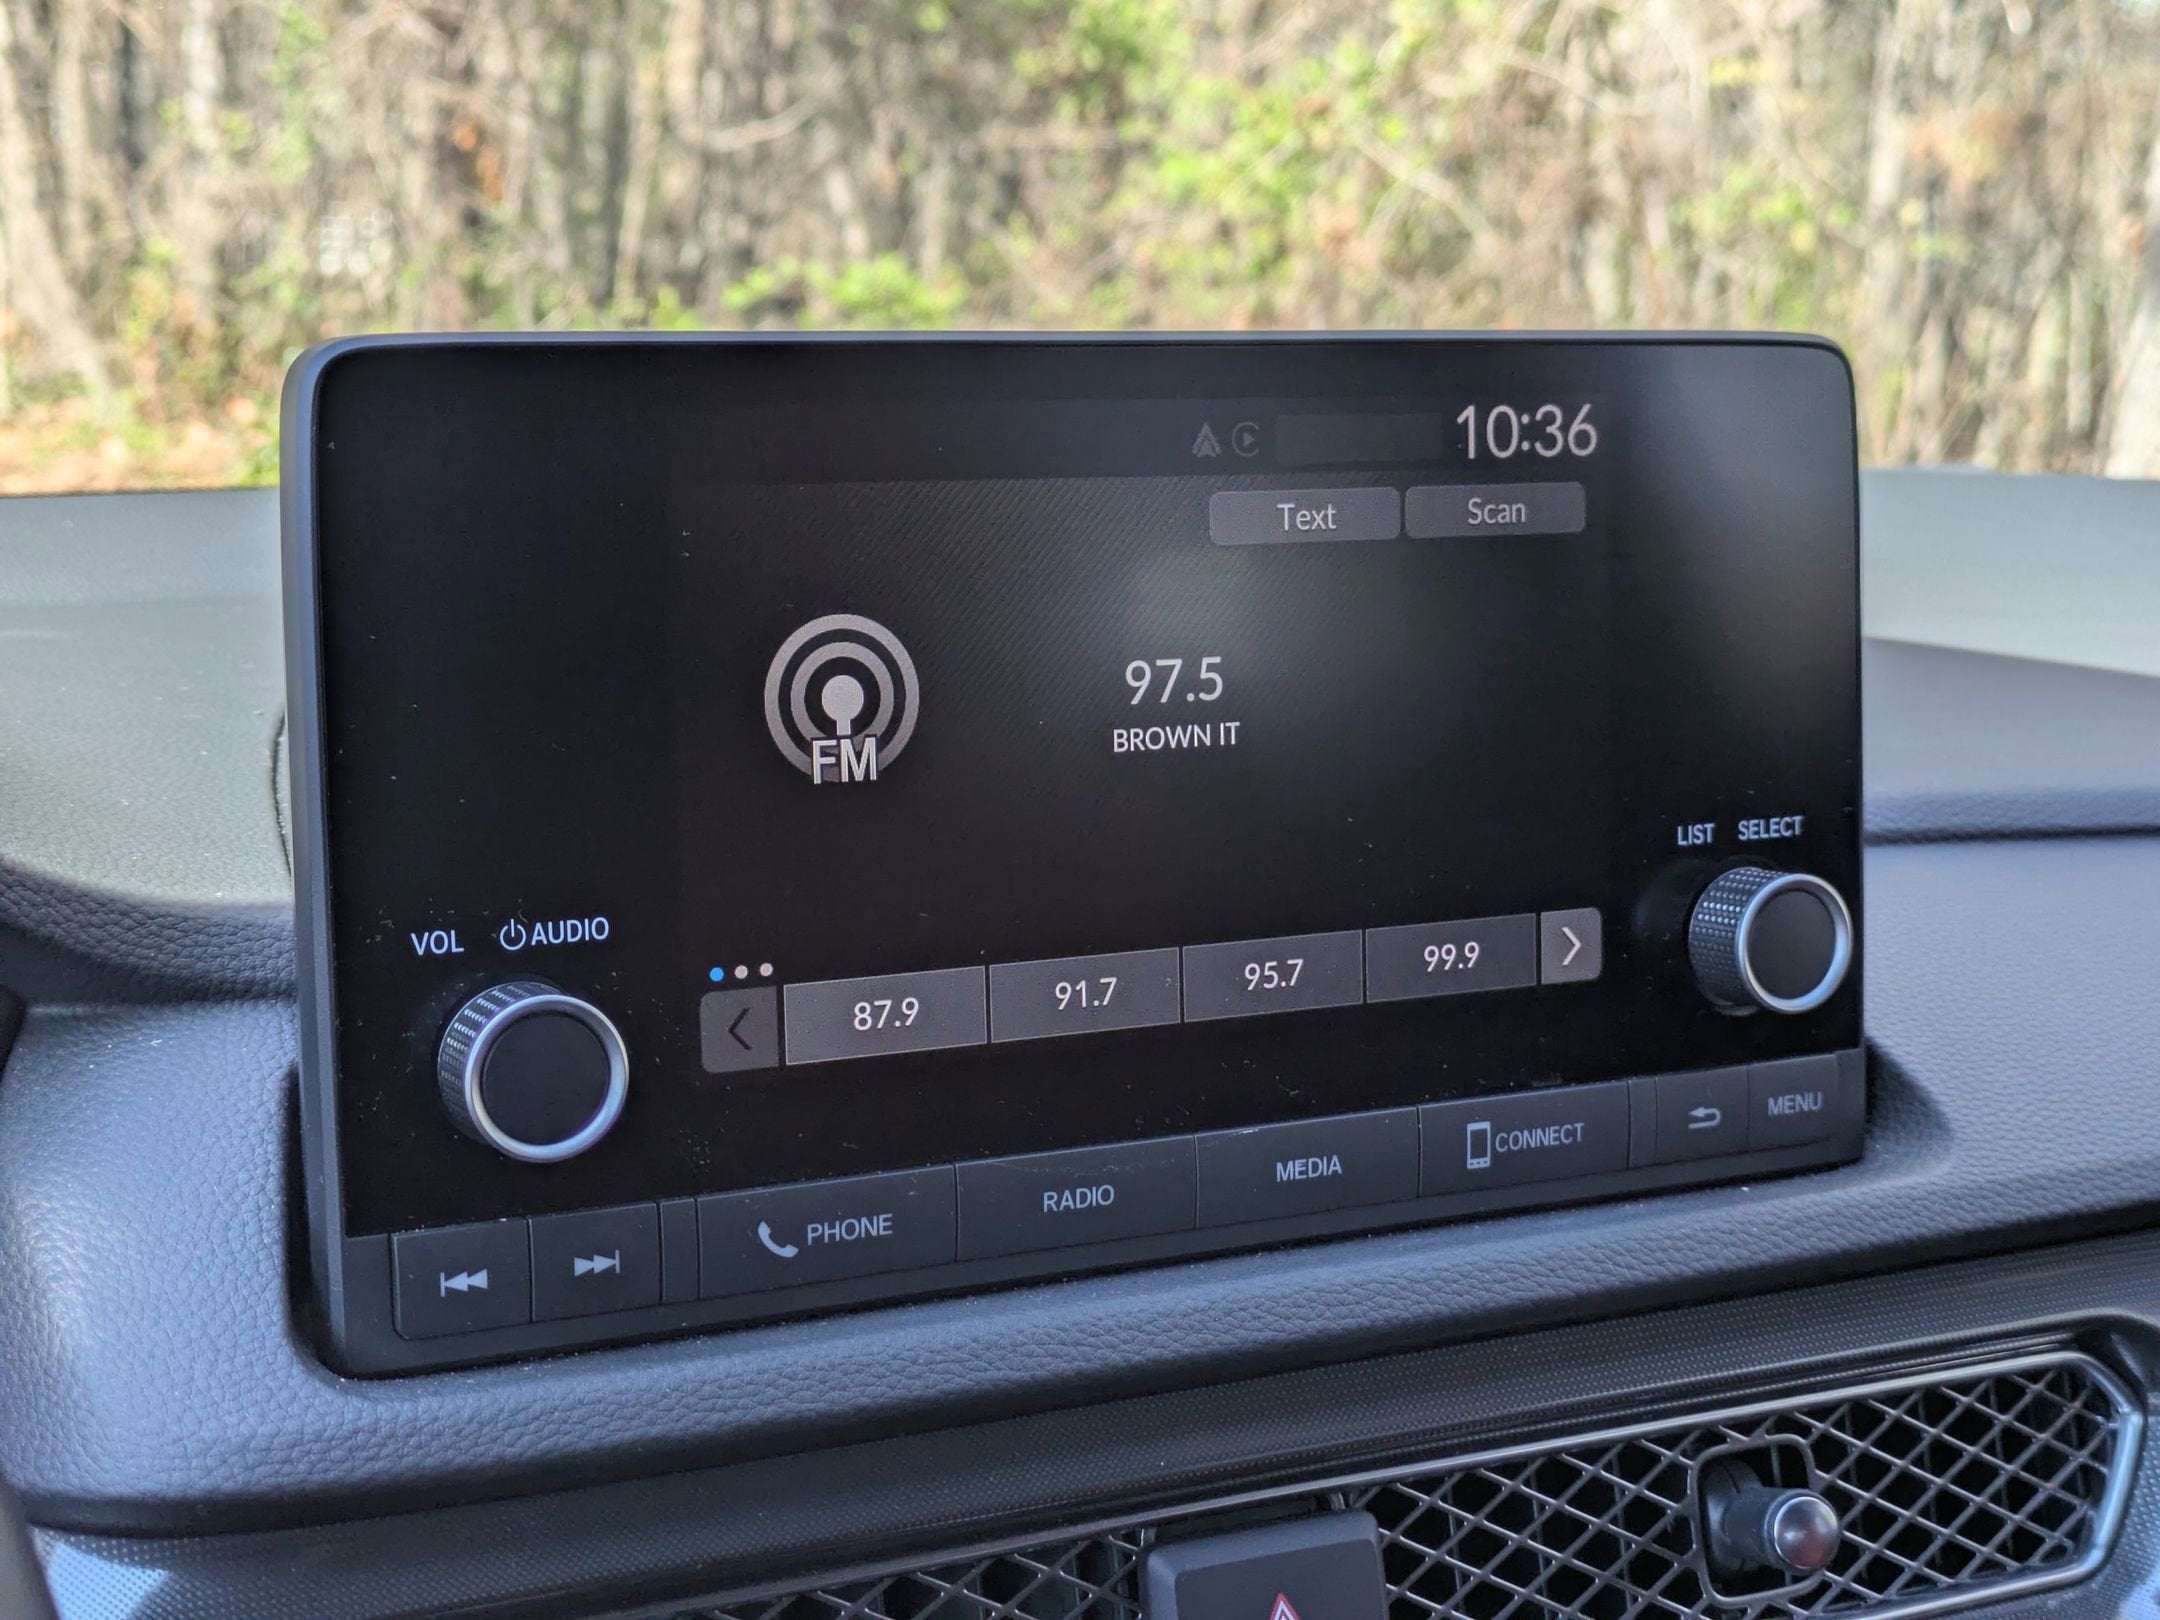 10:36
Text Scan
97.5
BROWN IT
FM
LIST SELECT
VOL AUDIO
87.9 91.7 95.7 99.9
PHONE RADIO MEDIA CONNECT MENU